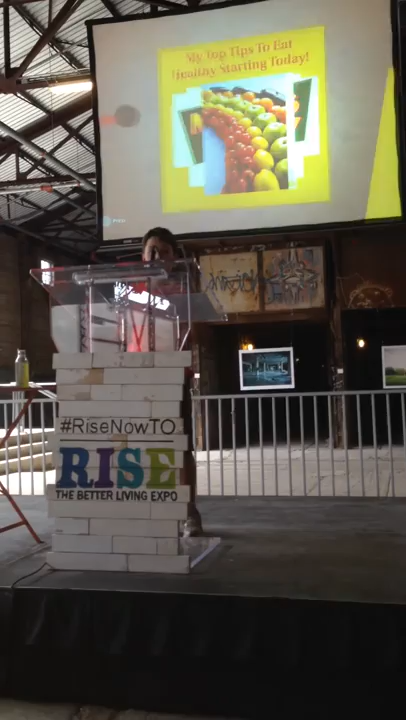 My Top Tips To Eat
Healthy Starting Today!
#RiseNowTO
RISE
THE BETTER LIVING EXPO